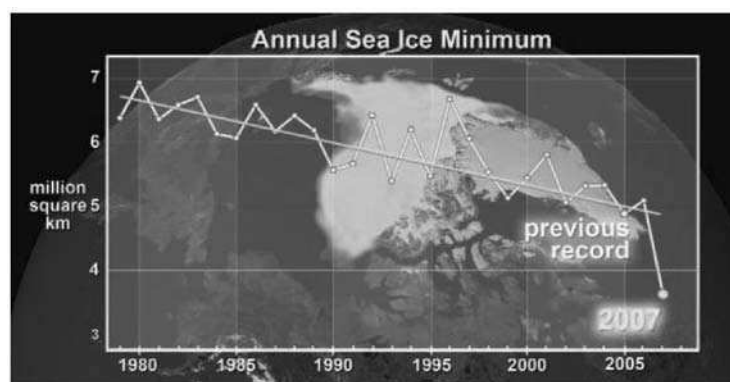 Annual Sea Ice Minimum
7
6
million
square 5
km
previous
record
4
2007
3
1980 1985 1990 1995 2000 2005